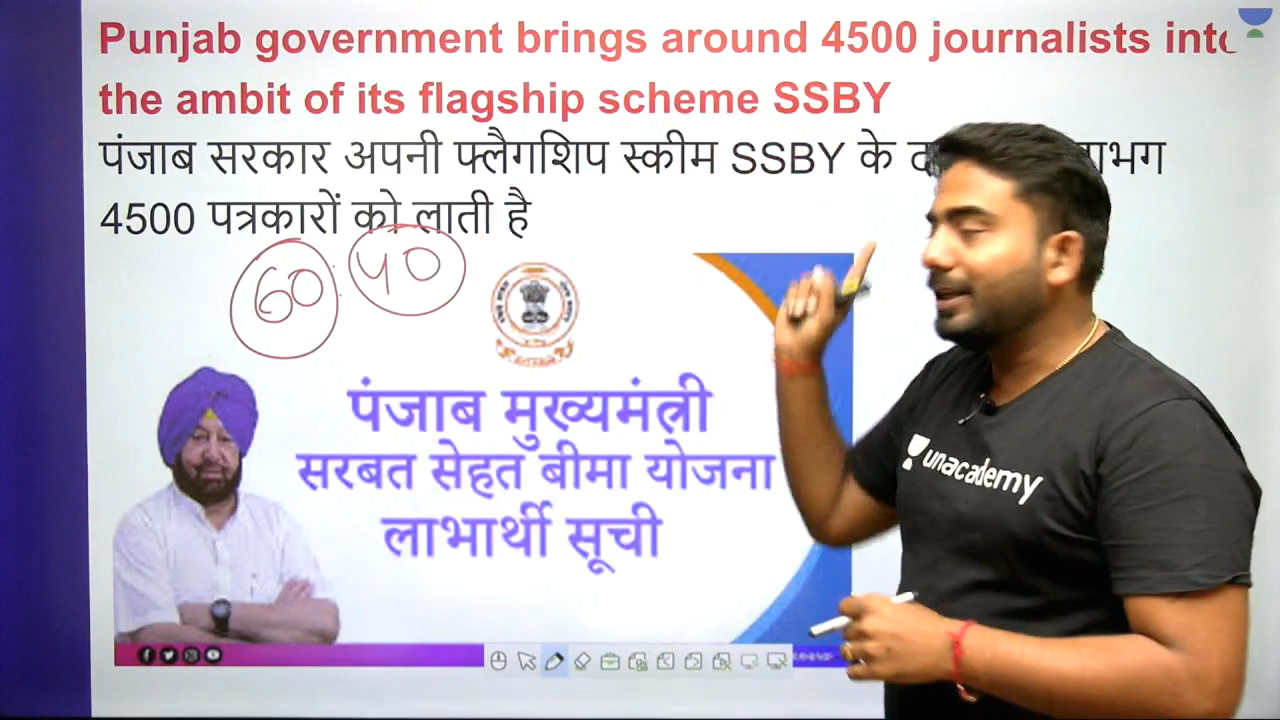 Punjab government brings around 4500 journalists into
the ambit of its flagship scheme SSBY
पंजाब सरकार अपनी फ्लैगशिप स्कीम SSBY के
4500 पत्रकारों को लाती है
60 : 40
पंजाब मुख्यमंत्री
सरबत सेहत बीमा योजना
लाभार्थी सूची
unacademy